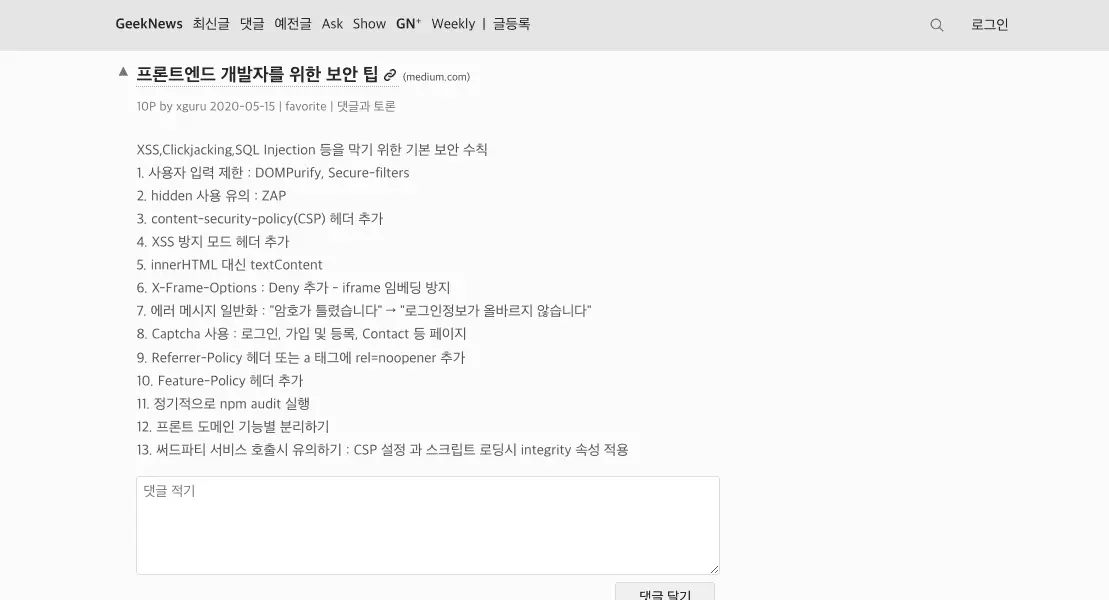 GeekNews 최신글 댓글 예전글 Ask Show GN⁺ Weekly | 글등록 로그인
▲ 프론트엔드 개발자를 위한 보안 팁 (medium.com)
10P by xguru 2020-05-15 | favorite | 댓글과 토론
XSS,Clickjacking,SQL Injection 등을 막기 위한 기본 보안 수칙
1. 사용자 입력 제한 : DOMPurify, Secure-filters
2. hidden 사용 유의 : ZAP
3. content-security-policy(CSP) 헤더 추가
4. XSS 방지 모드 헤더 추가
5. innerHTML 대신 textContent
6. X-Frame-Options : Deny 추가 - iframe 임베딩 방지
7. 에러 메시지 일반화 : "암호가 틀렸습니다" → "로그인정보가 올바르지 않습니다"
8. Captcha 사용 : 로그인, 가입 및 등록, Contact 등 페이지
9. Referrer-Policy 헤더 또는 a 태그에 rel=noopener 추가
10. Feature-Policy 헤더 추가
11. 정기적으로 npm audit 실행
12. 프론트 도메인 기능별 분리하기
13. 써드파티 서비스 호출시 유의하기 : CSP 설정 과 스크립트 로딩시 integrity 속성 적용
댓글 적기
댓글 달기